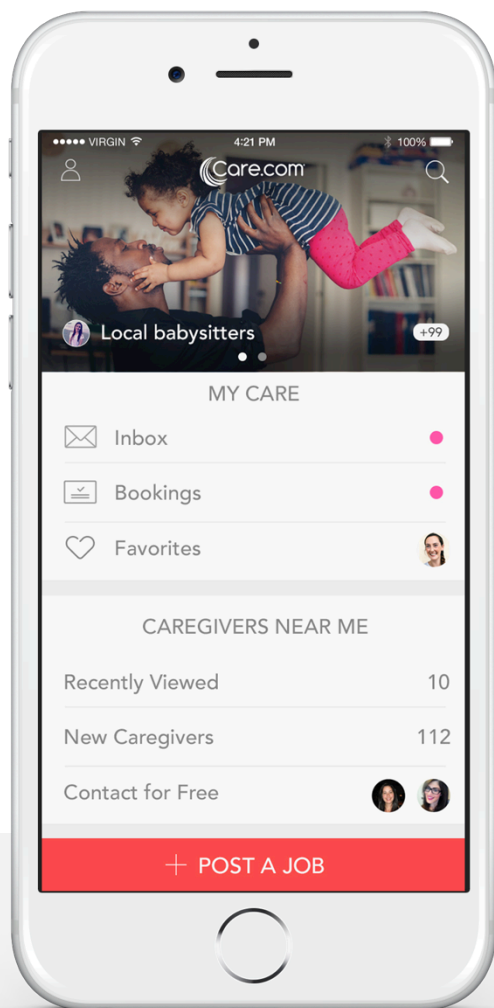 VIRGIN 4:21 PM 100%
Care.com
Local babysitters +99
MY CARE
Inbox
Bookings
Favorites
CAREGIVERS NEAR ME
Recently Viewed 10
New Caregivers 112
Contact for Free
+ POST A JOB